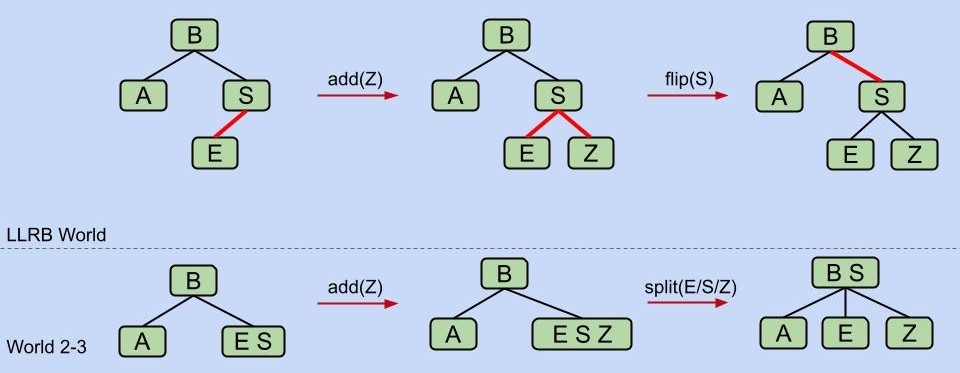 B
B
B
A
S
add(Z)
A
S
flip(S)
A
S
E
E
Z
E
Z
LLRB World
B
add(Z)
B
split(E/S/Z)
B S
World 2-3
A
E S
A
E S Z
A
E
Z